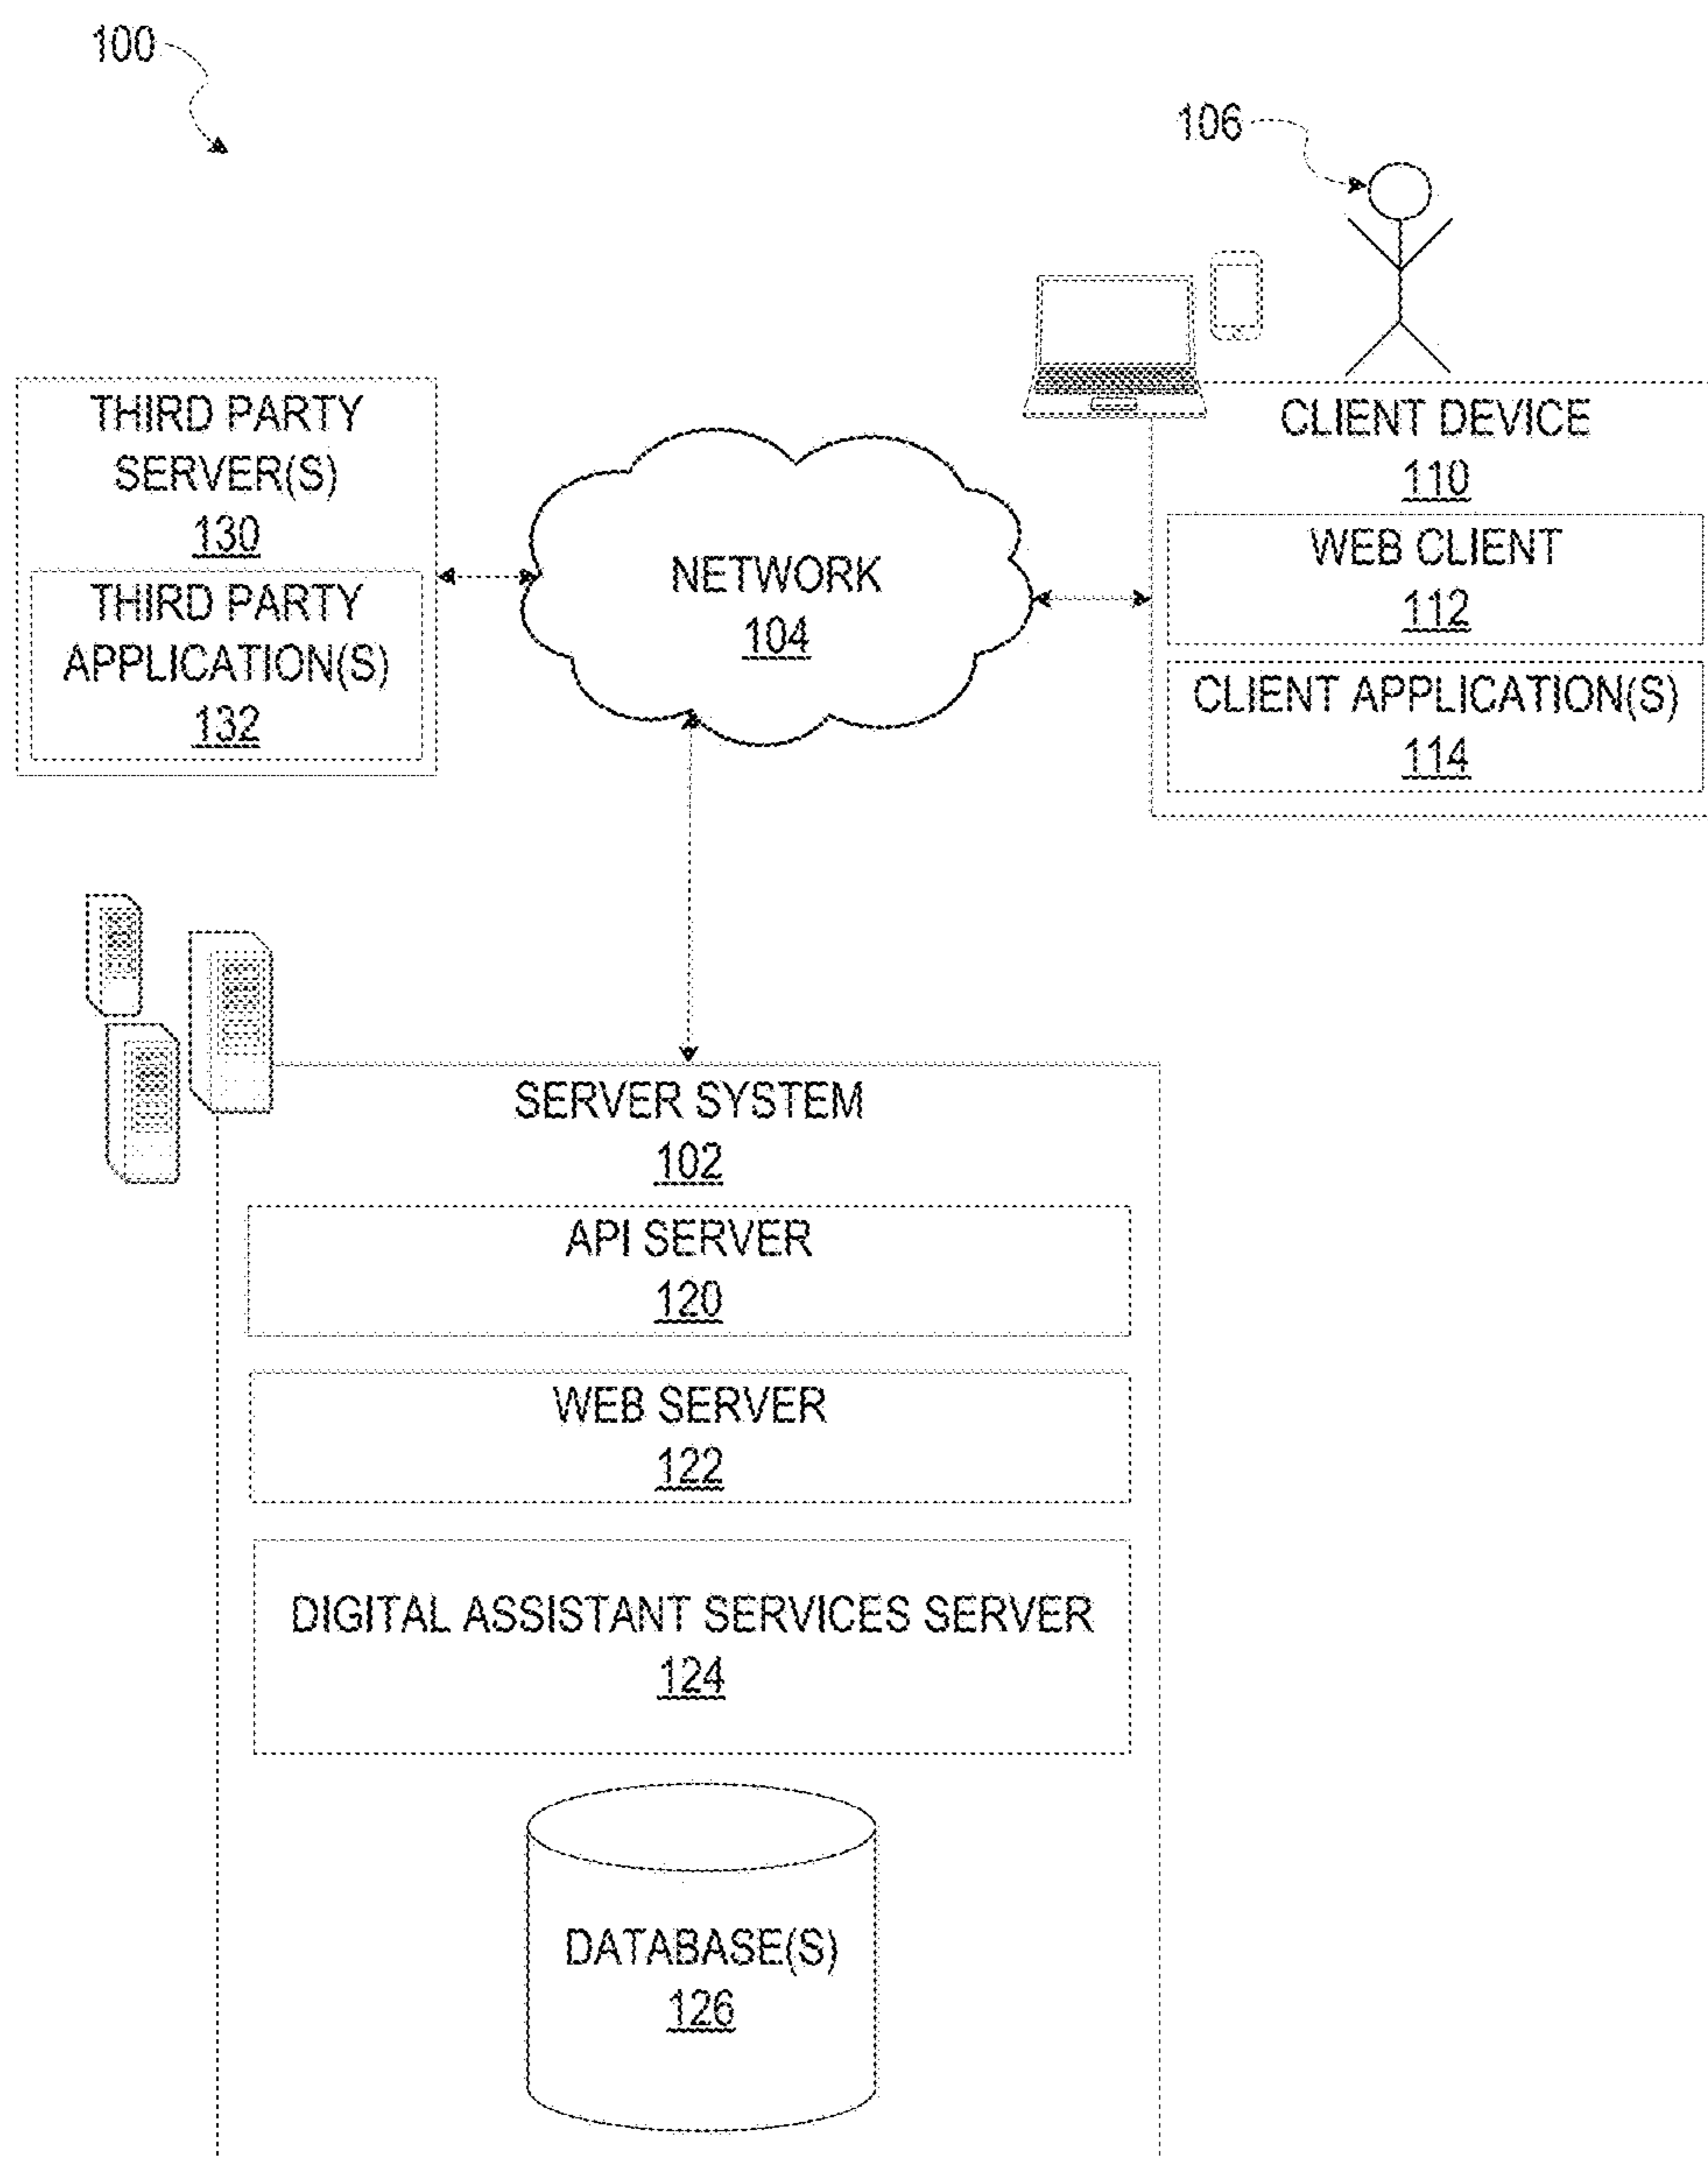 100
106
THIRD PARTY
SERVER(S)
130
THIRD PARTY
APPLICATION(S)
132
NETWORK
104
CLIENT DEVICE
110
WEB CLIENT
112
CLIENT APPLICATION(S)
114
SERVER SYSTEM
102
API SERVER
120
WEB SERVER
122
DIGITAL ASSISTANT SERVICES SERVER
124
DATABASE(S)
126